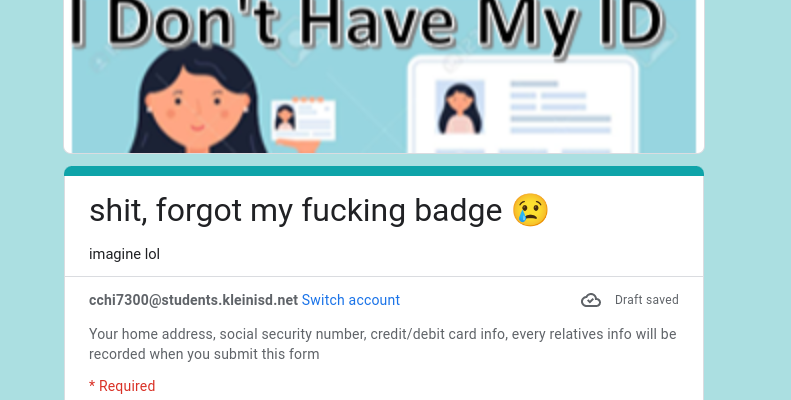 I Don't Have My ID
shit, forgot my fucking badge 😢
imagine lol
cchi7300@students.kleinisd.net Switch account
Draft saved
Your home address, social security number, credit/debit card info, every relatives info will be
recorded when you submit this form
* Required